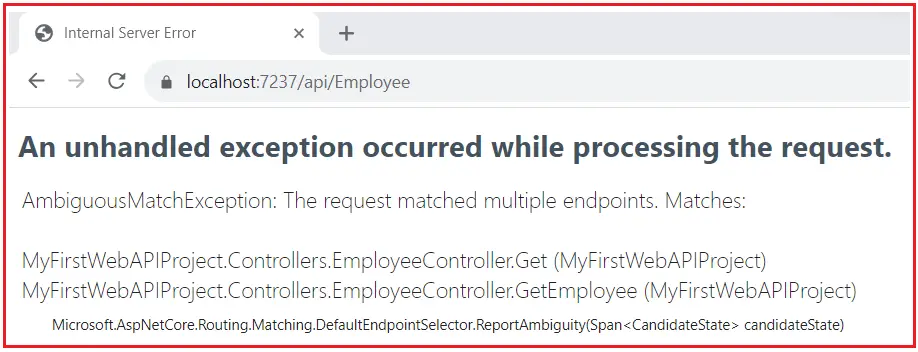 Internal Server Error
localhost:7237/api/Employee
An unhandled exception occurred while processing the request.
AmbiguousMatchException: The request matched multiple endpoints. Matches:
MyFirstWebAPIProject.Controllers.EmployeeController.Get (MyFirstWebAPIProject)
MyFirstWebAPIProject.Controllers.EmployeeController.GetEmployee (MyFirstWebAPIProject)
Microsoft.AspNetCore.Routing.Matching.DefaultEndpointSelector.ReportAmbiguity(Span<CandidateState> candidateState)